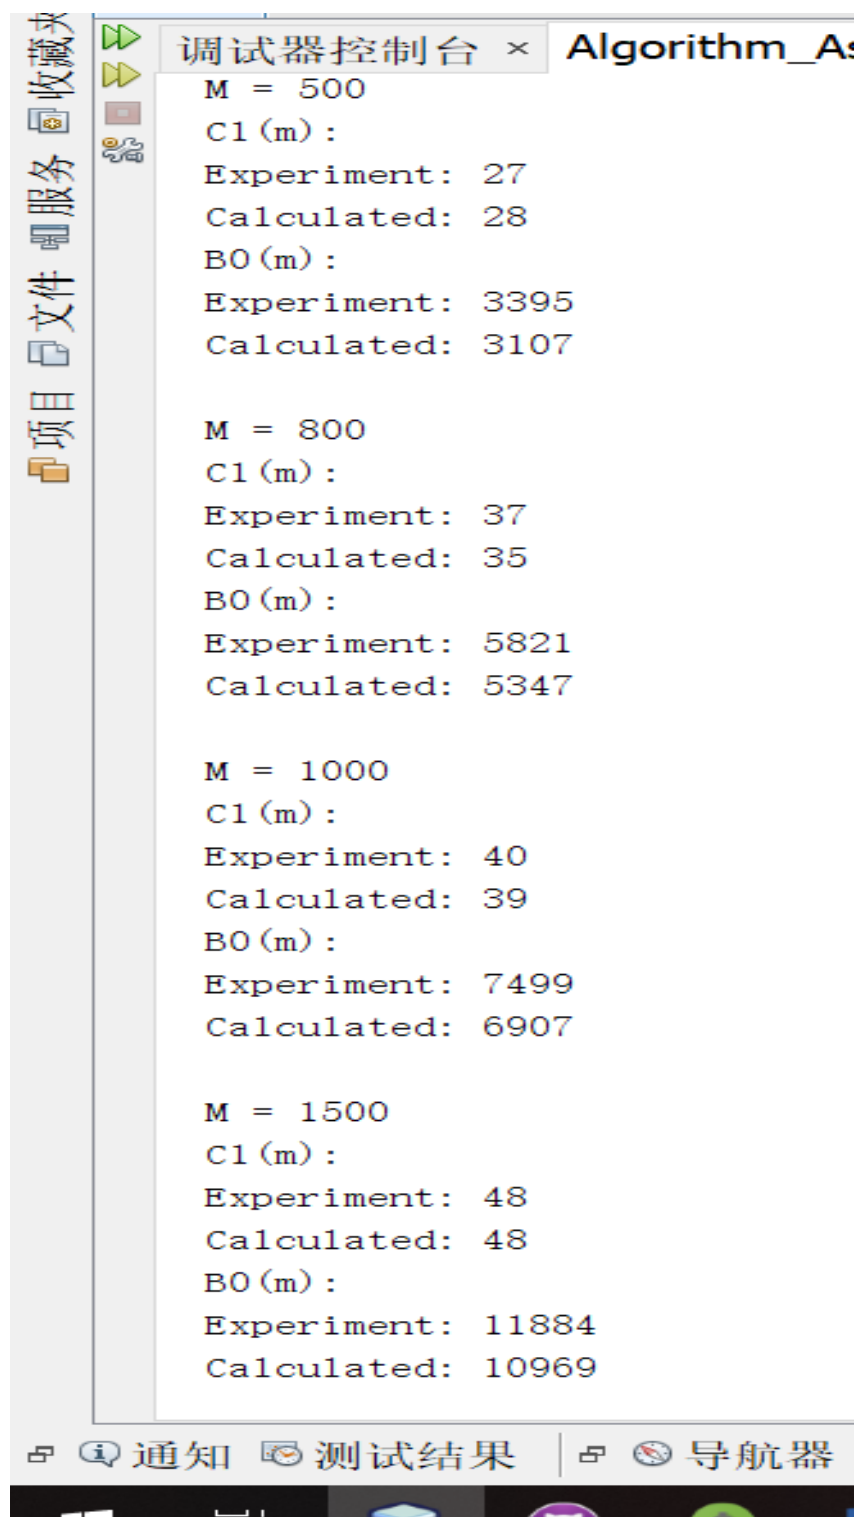 调试器控制台 × Algorithm_As
M = 500
C1(m):
Experiment: 27
Calculated: 28
B0(m):
Experiment: 3395
Calculated: 3107
M = 800
C1(m):
Experiment: 37
Calculated: 35
B0(m):
Experiment: 5821
Calculated: 5347
M = 1000
C1(m):
Experiment: 40
Calculated: 39
B0(m):
Experiment: 7499
Calculated: 6907
M = 1500
C1(m):
Experiment: 48
Calculated: 48
B0(m):
Experiment: 11884
Calculated: 10969
收藏夹
服务
文件
项目
通知 测试结果 导航器